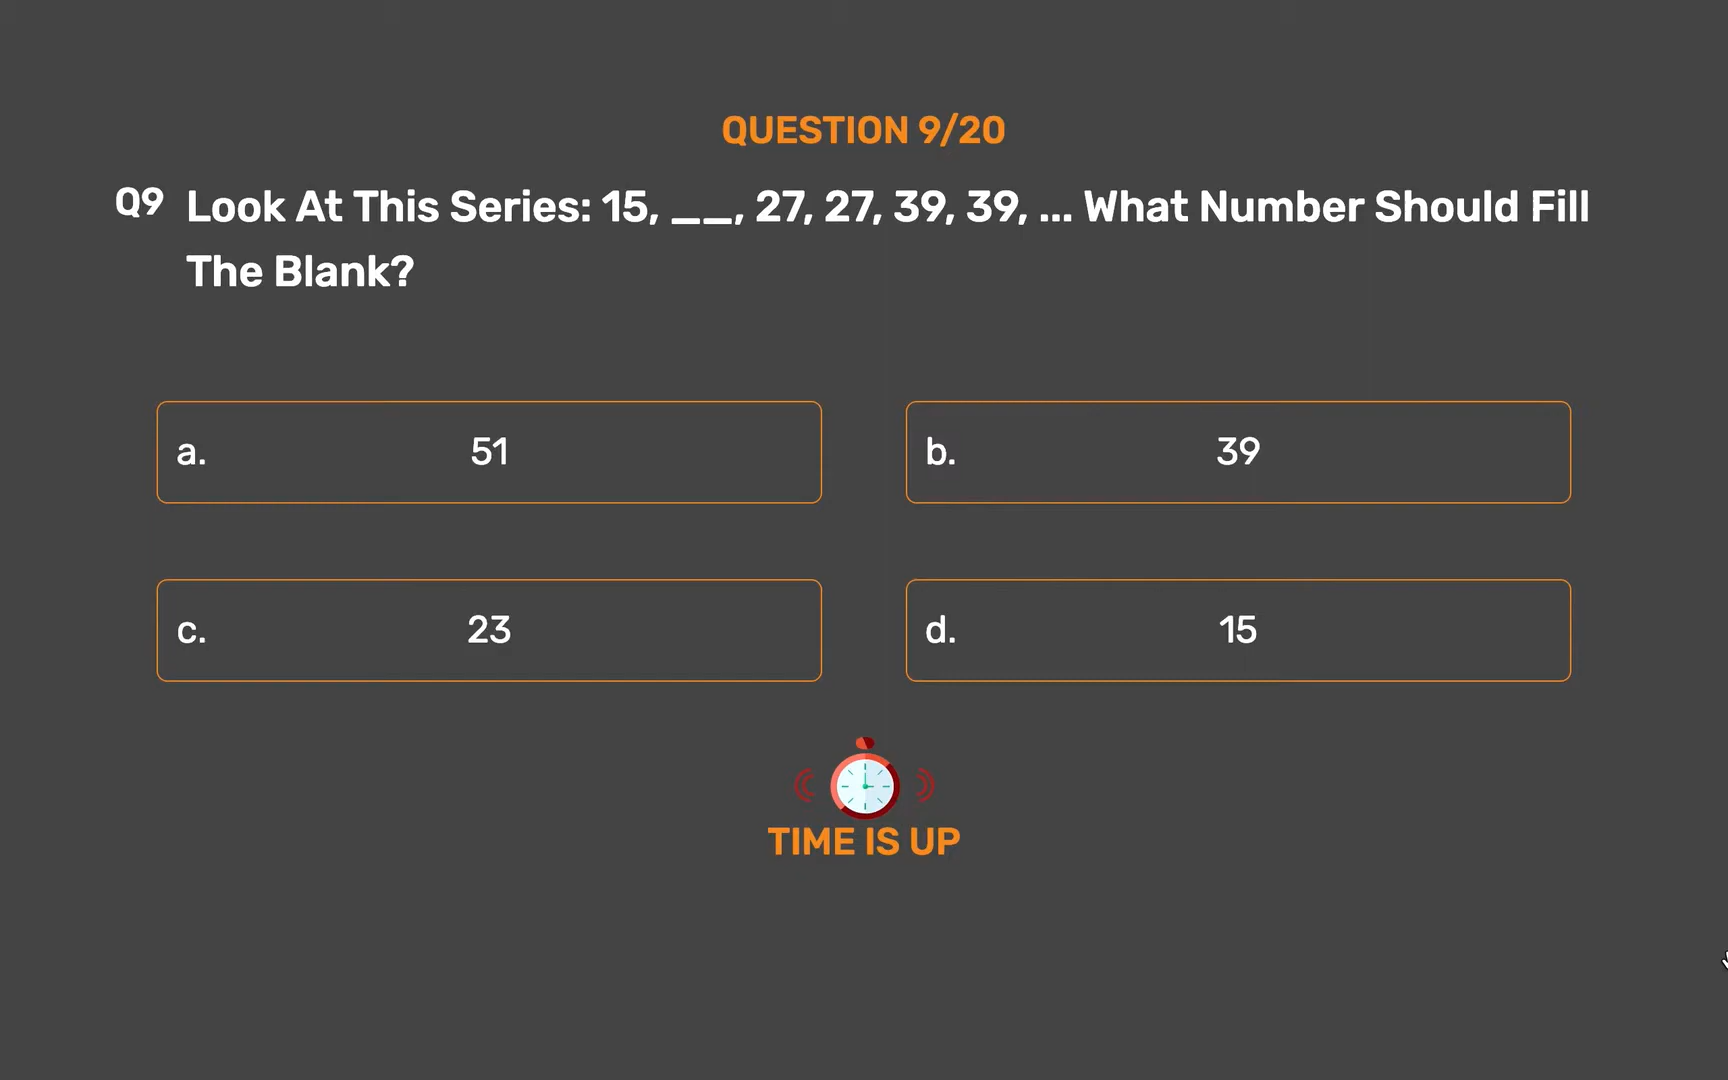 QUESTION 9/20
Q9 Look At This Series: 15, __, 27, 27, 39, 39, ... What Number Should Fill
The Blank?
a. 51
b. 39
c. 23
d. 15
TIME IS UP